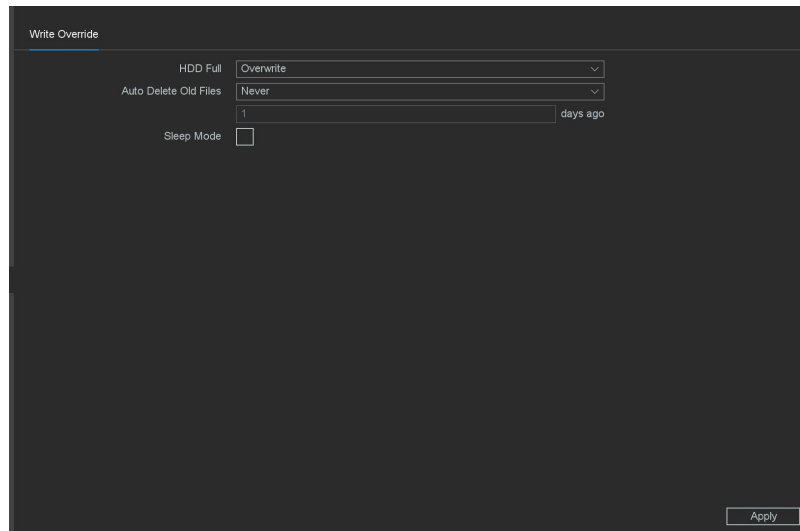 Write Override
HDD Full Overwrite
Auto Delete Old Files Never
1 days ago
Sleep Mode
Apply